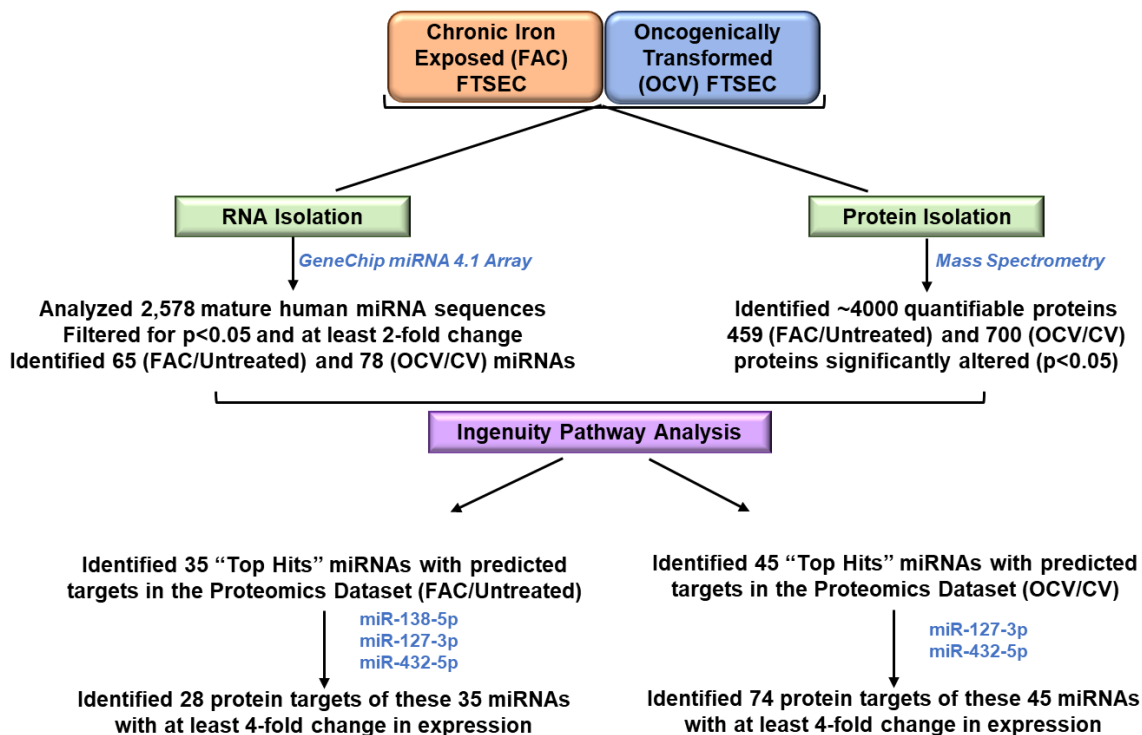 Chronic Iron
Exposed (FAC)
FTSEC
Oncogenically
Transformed
(OCV) FTSEC
RNA Isolation
Protein Isolation
GeneChip miRNA 4.1 Array
Mass Spectrometry
Analyzed 2,578 mature human miRNA sequences
Filtered for p<0.05 and at least 2-fold change
Identified 65 (FAC/Untreated) and 78 (OCV/CV) miRNAs
Identified ~4000 quantifiable proteins
459 (FAC/Untreated) and 700 (OCV/CV)
proteins significantly altered (p<0.05)
Ingenuity Pathway Analysis
Identified 35 “Top Hits” miRNAs with predicted
targets in the Proteomics Dataset (FAC/Untreated)
miR-138-5p
miR-127-3p
miR-432-5p
Identified 28 protein targets of these 35 miRNAs
with at least 4-fold change in expression
Identified 45 “Top Hits” miRNAs with predicted
targets in the Proteomics Dataset (OCV/CV)
miR-127-3p
miR-432-5p
Identified 74 protein targets of these 45 miRNAs
with at least 4-fold change in expression